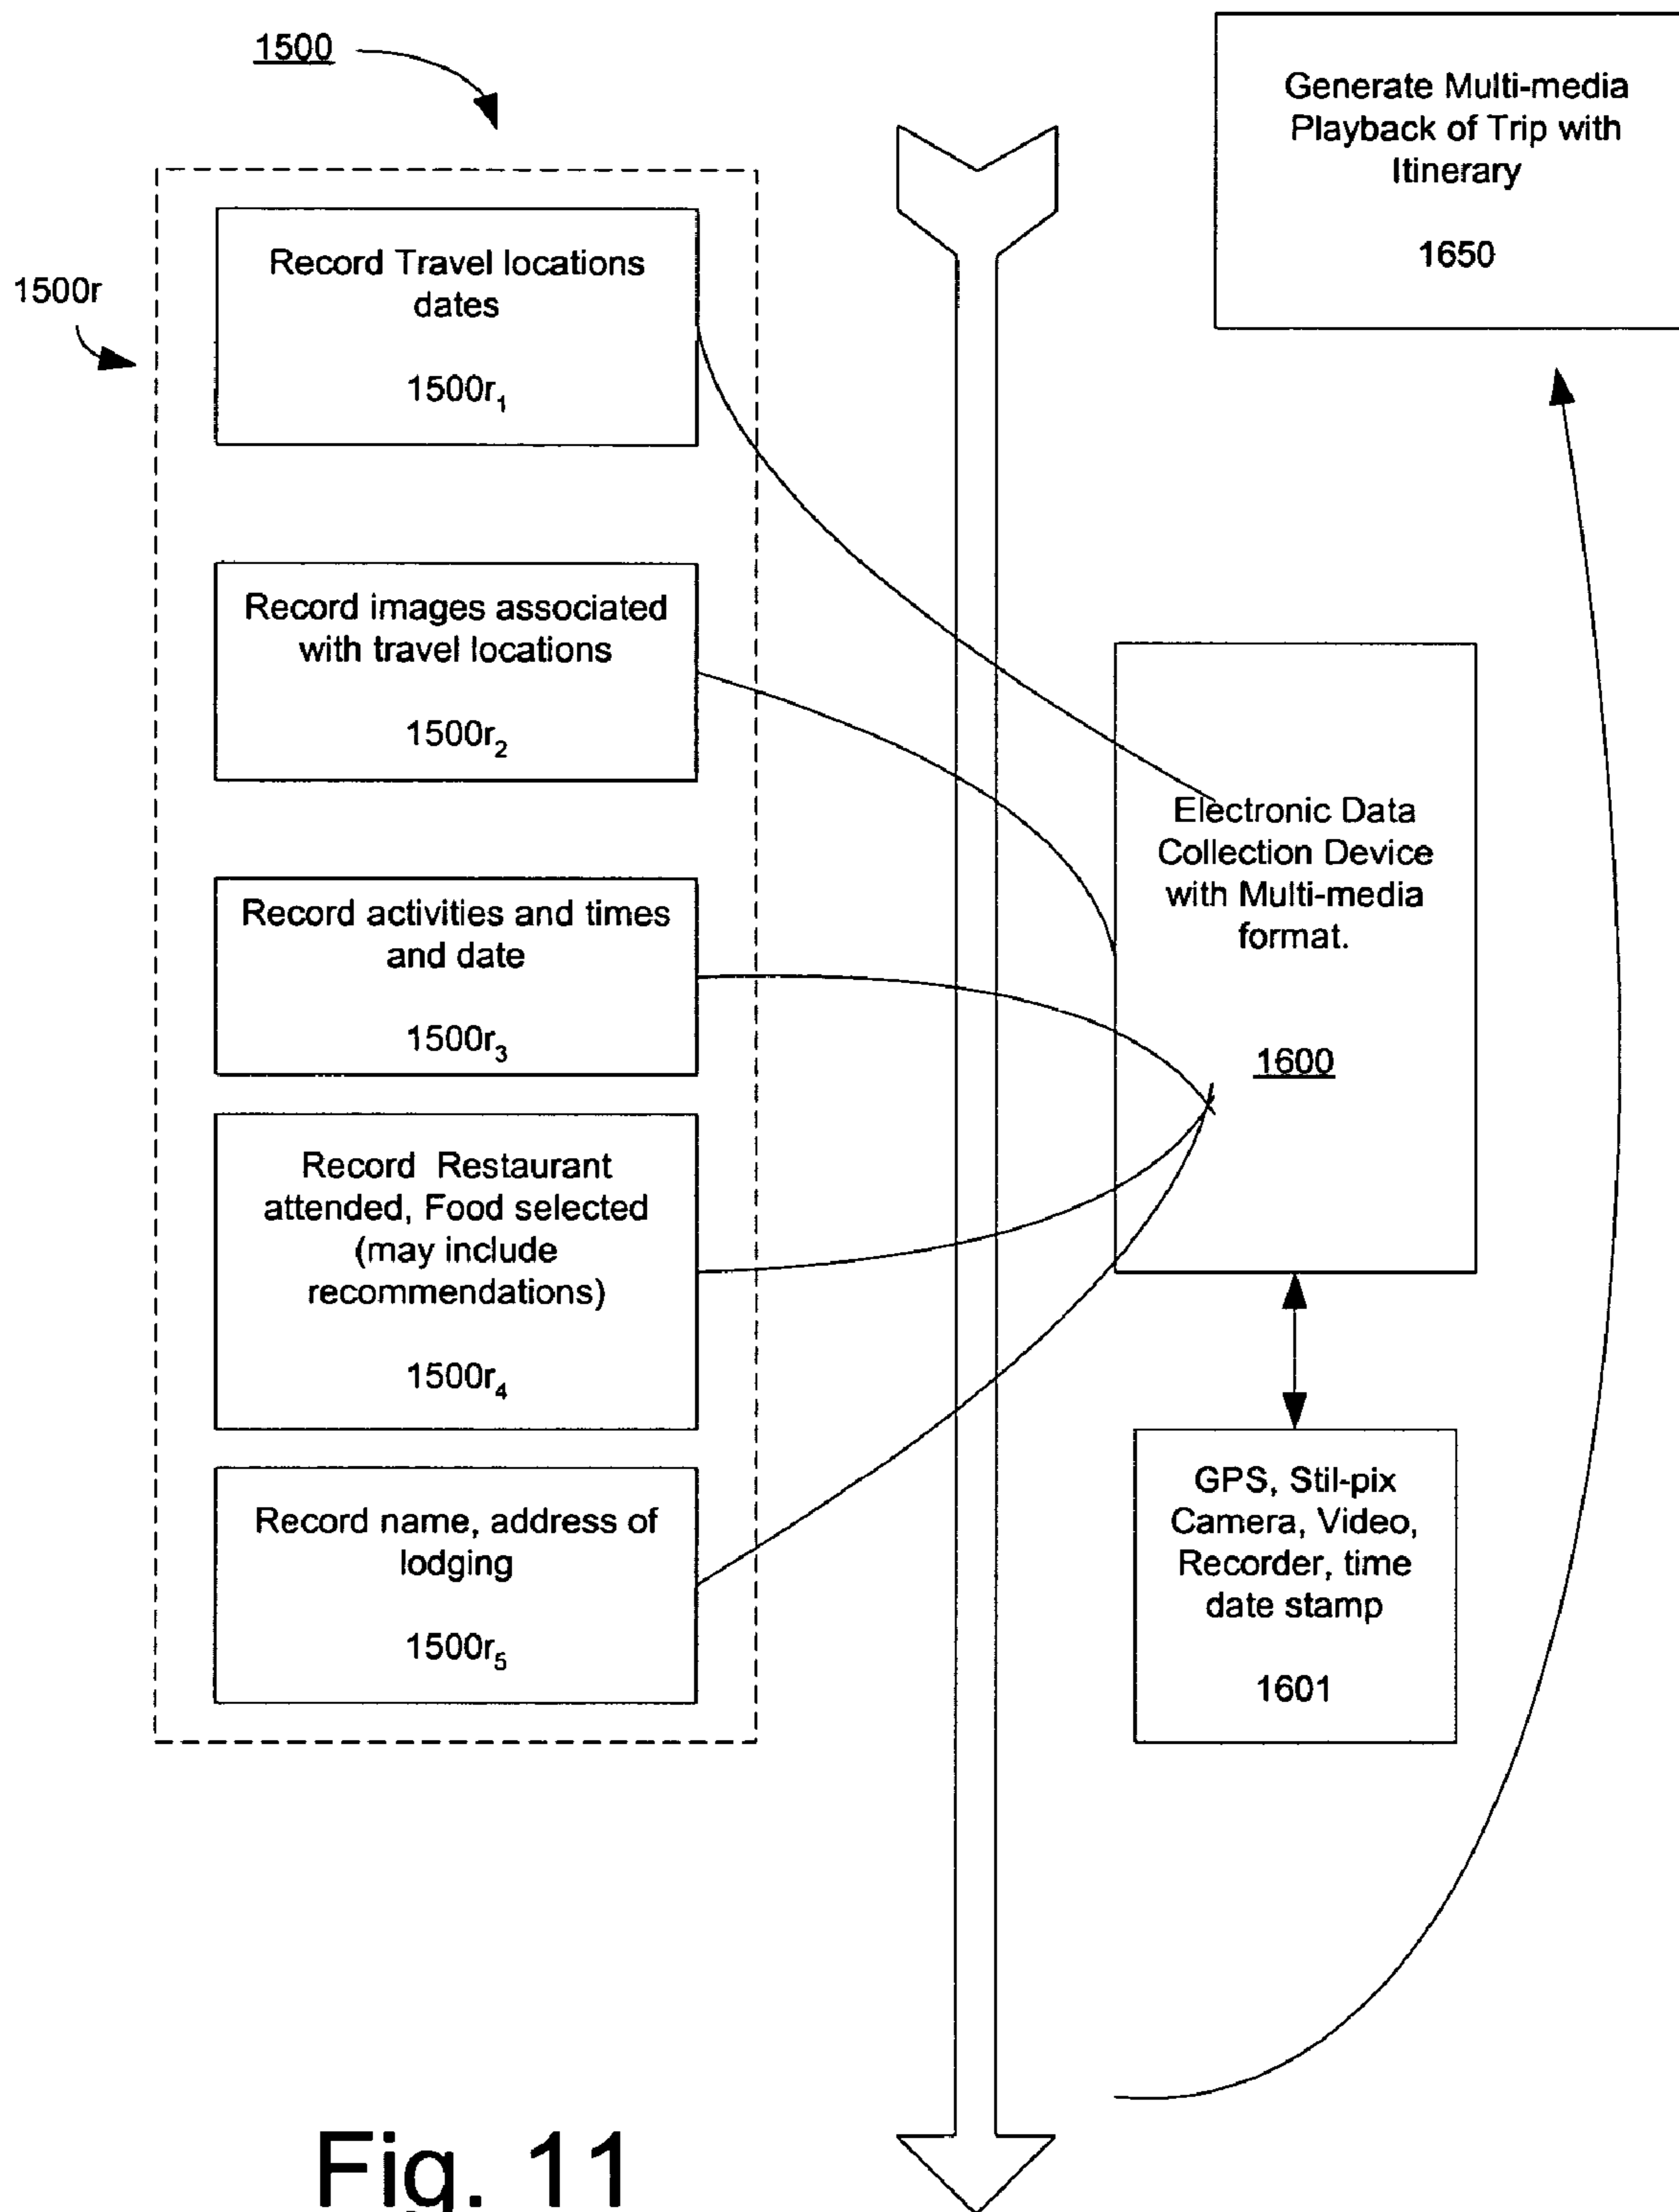 1500
1500r
Record Travel locations
dates
1500r₁
Record images associated
with travel locations
1500r₂
Record activities and times
and date
1500r₃
Record Restaurant
attended, Food selected
(may include
recommendations)
1500r₄
Record name, address of
lodging
1500r₅
Generate Multi-media
Playback of Trip with
Itinerary
1650
Electronic Data
Collection Device
with Multi-media
format.
1600
GPS, Stil-pix
Camera, Video,
Recorder, time
date stamp
1601
Fig. 11